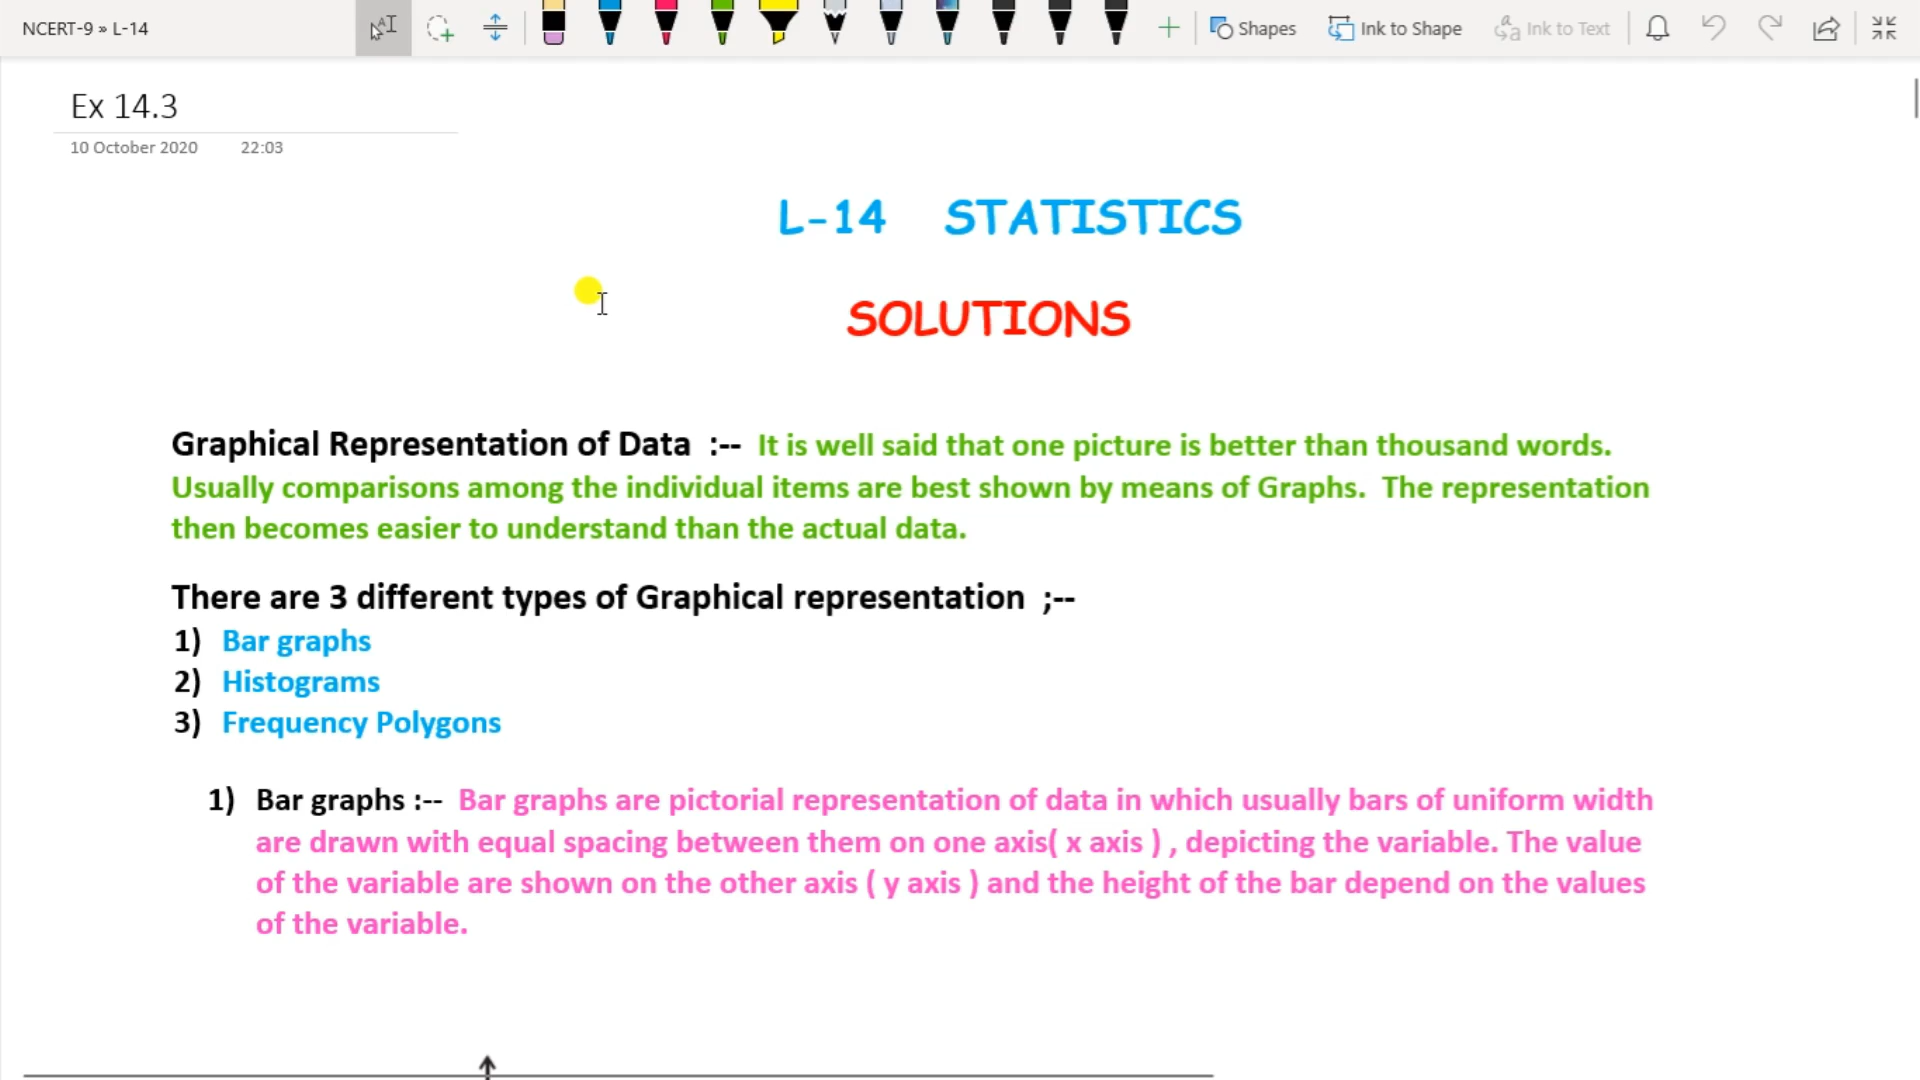 NCERT-9 » L-14
Shapes
Ink to Shape
Ink to Text
Ex 14.3
10 October 2020 22:03
L-14 STATISTICS
SOLUTIONS
Graphical Representation of Data :-- It is well said that one picture is better than thousand words.
Usually comparisons among the individual items are best shown by means of Graphs. The representation
then becomes easier to understand than the actual data.
There are 3 different types of Graphical representation ;--
1) Bar graphs
2) Histograms
3) Frequency Polygons
1) Bar graphs :-- Bar graphs are pictorial representation of data in which usually bars of uniform width
are drawn with equal spacing between them on one axis( x axis ) , depicting the variable. The value
of the variable are shown on the other axis ( y axis ) and the height of the bar depend on the values
of the variable.